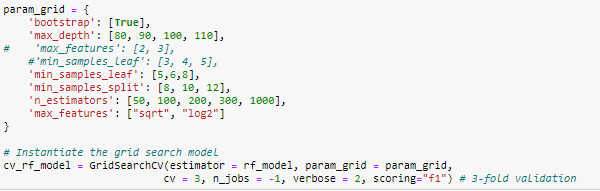 param_grid = {
    'bootstrap': [True],
    'max_depth': [80, 90, 100, 110],
#    'max_features': [2, 3],
    #'min_samples_leaf': [3, 4, 5],
    'min_samples_leaf': [5,6,8],
    'min_samples_split': [8, 10, 12],
    'n_estimators': [50, 100, 200, 300, 1000],
    'max_features': ["sqrt", "log2"]
}
# Instantiate the grid search model
cv_rf_model = GridSearchCV(estimator = rf_model, param_grid = param_grid,
                          cv = 3, n_jobs = -1, verbose = 2, scoring="f1") # 3-fold validation